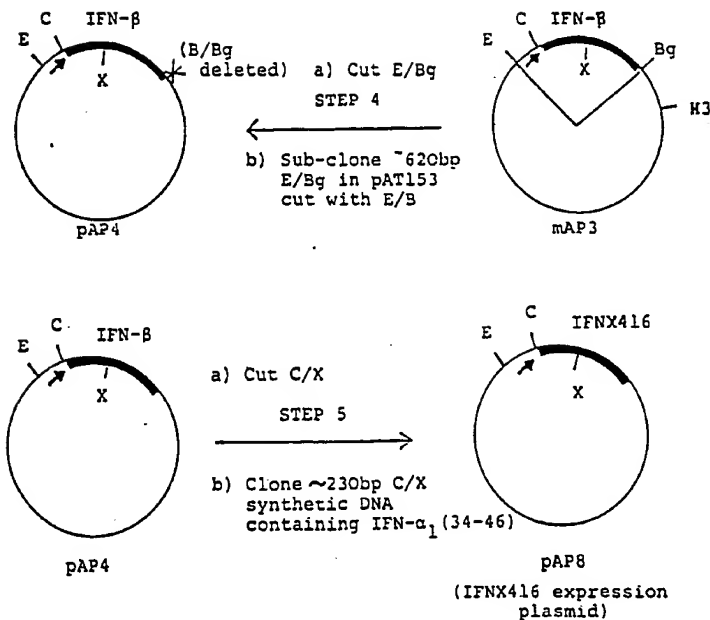 IFN-β
C
E
X
(B/Bg
deleted)
pAP4
a) Cut E/Bg
STEP 4
b) Sub-clone ~620bp
E/Bg in pAT153
cut with E/B
IFN-β
C
E
X
Bg
H3
mAP3
IFN-β
C
E
X
pAP4
a) Cut C/X
STEP 5
b) Clone ~230bp C/X
synthetic DNA
containing IFN-α1(34-46)
IFNX416
C
E
X
pAP8
(IFNX416 expression
plasmid)